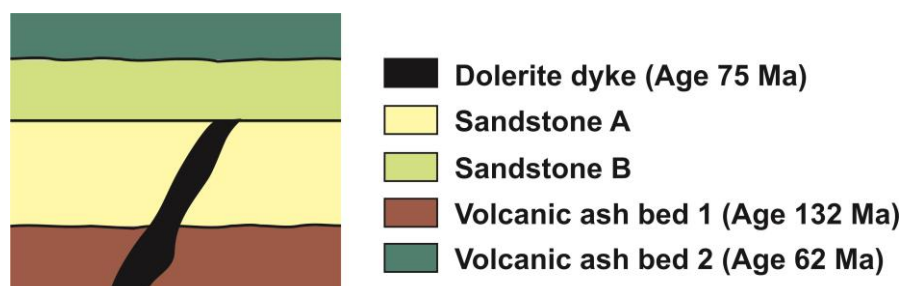 Dolerite dyke (Age 75 Ma)
Sandstone A
Sandstone B
Volcanic ash bed 1 (Age 132 Ma)
Volcanic ash bed 2 (Age 62 Ma)